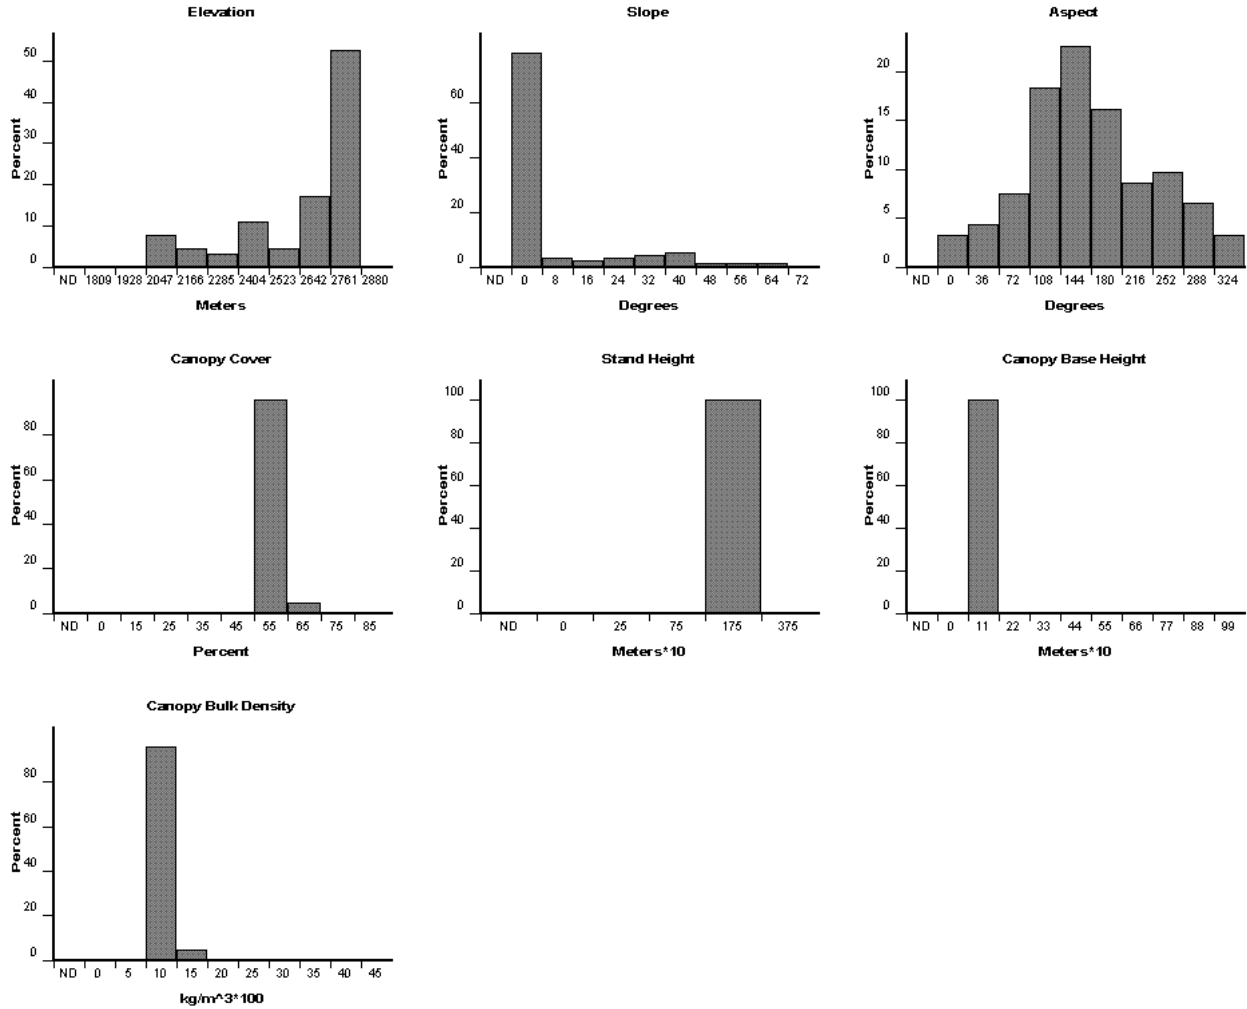 Elevation
Percent
50
40
30
20
10
0
ND 1809 1928 2047 2166 2285 2404 2523 2642 2761 2880
Meters
Slope
Percent
60
40
20
0
ND 0 8 16 24 32 40 48 56 64 72
Degrees
Aspect
Percent
20
15
10
5
0
ND 0 36 72 108 144 180 216 252 288 324
Degrees
Canopy Cover
Percent
80
60
40
20
0
ND 0 15 25 35 45 55 65 75 85
Percent
Stand Height
Percent
100
80
60
40
20
0
ND 0 25 75 175 375
Meters*10
Canopy Base Height
Percent
100
80
60
40
20
0
ND 0 11 22 33 44 55 66 77 88 99
Meters*10
Canopy Bulk Density
Percent
80
60
40
20
0
ND 0 5 10 15 20 25 30 35 40 45
kg/m^3*100